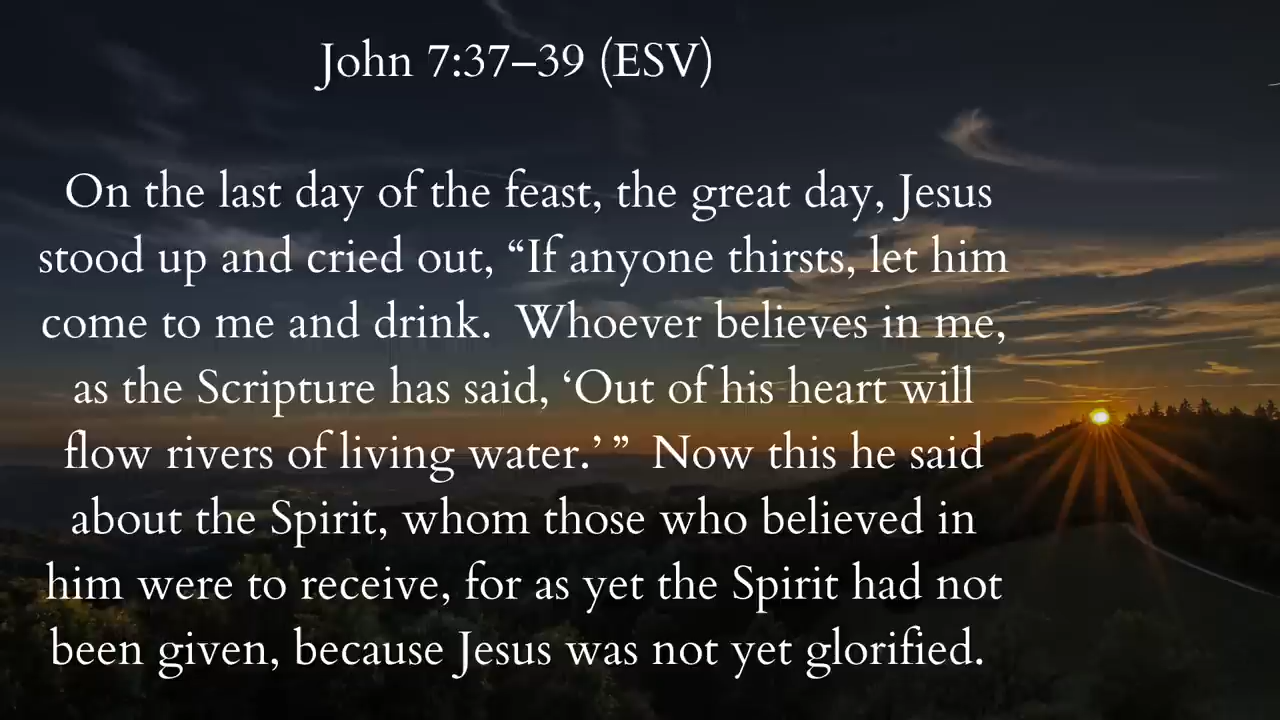 John 7:37–39 (ESV)
On the last day of the feast, the great day, Jesus
stood up and cried out, “If anyone thirsts, let him
come to me and drink.  Whoever believes in me,
as the Scripture has said, ‘Out of his heart will
flow rivers of living water.’ ”  Now this he said
about the Spirit, whom those who believed in
him were to receive, for as yet the Spirit had not
been given, because Jesus was not yet glorified.